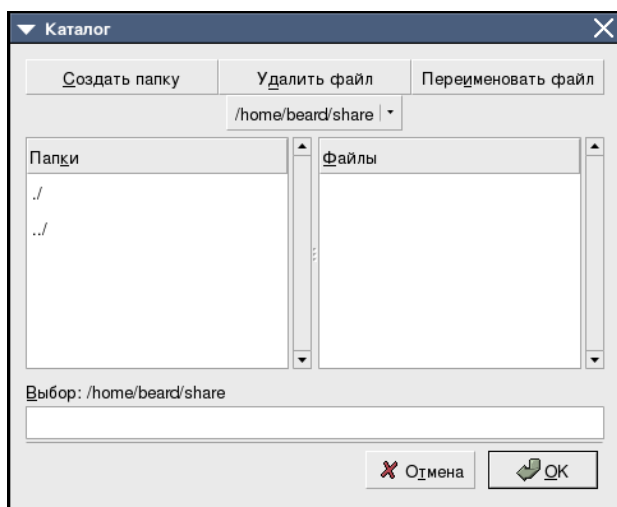 Каталог
Создать папку Удалить файл Переименовать файл
/home/beard/share
Папки Файлы
./
../
Выбор: /home/beard/share
Отмена OK